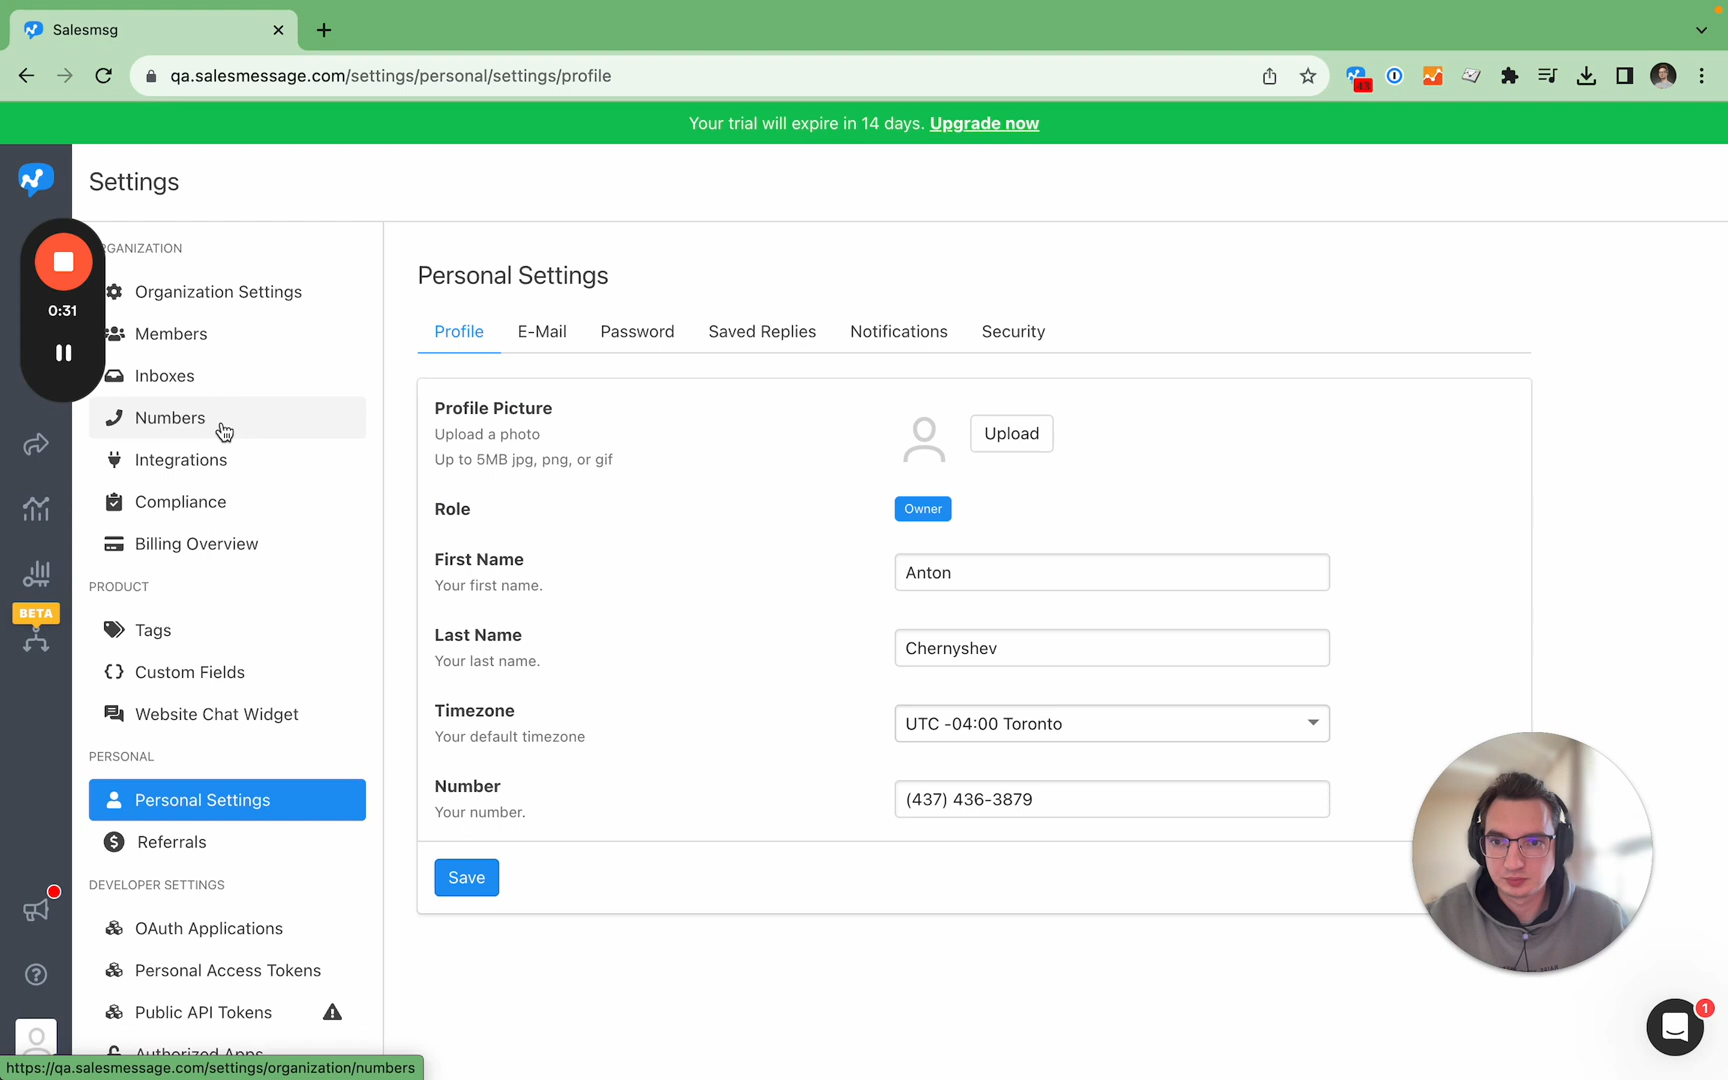 Salesmsg
qa.salesmessage.com/settings/personal/settings/profile
43
Your trial will expire in 14 days. Upgrade now
Settings
0:31
BETA
RGANIZATION
Organization Settings
Members
Inboxes
Numbers
Integrations
Compliance
Billing Overview
PRODUCT
Tags
Custom Fields
Website Chat Widget
PERSONAL
Personal Settings
Referrals
DEVELOPER SETTINGS
OAuth Applications
Personal Access Tokens
Public API Tokens
Authorized Apps
Personal Settings
Profile E-Mail Password Saved Replies Notifications Security
Profile Picture
Upload a photo
Up to 5MB jpg, png, or gif
Upload
Role
Owner
First Name
Your first name.
Anton
Last Name
Your last name.
Chernyshev
Timezone
Your default timezone
UTC -04:00 Toronto
Number
Your number.
(437) 436-3879
Save
1
https://qa.salesmessage.com/settings/organization/numbers